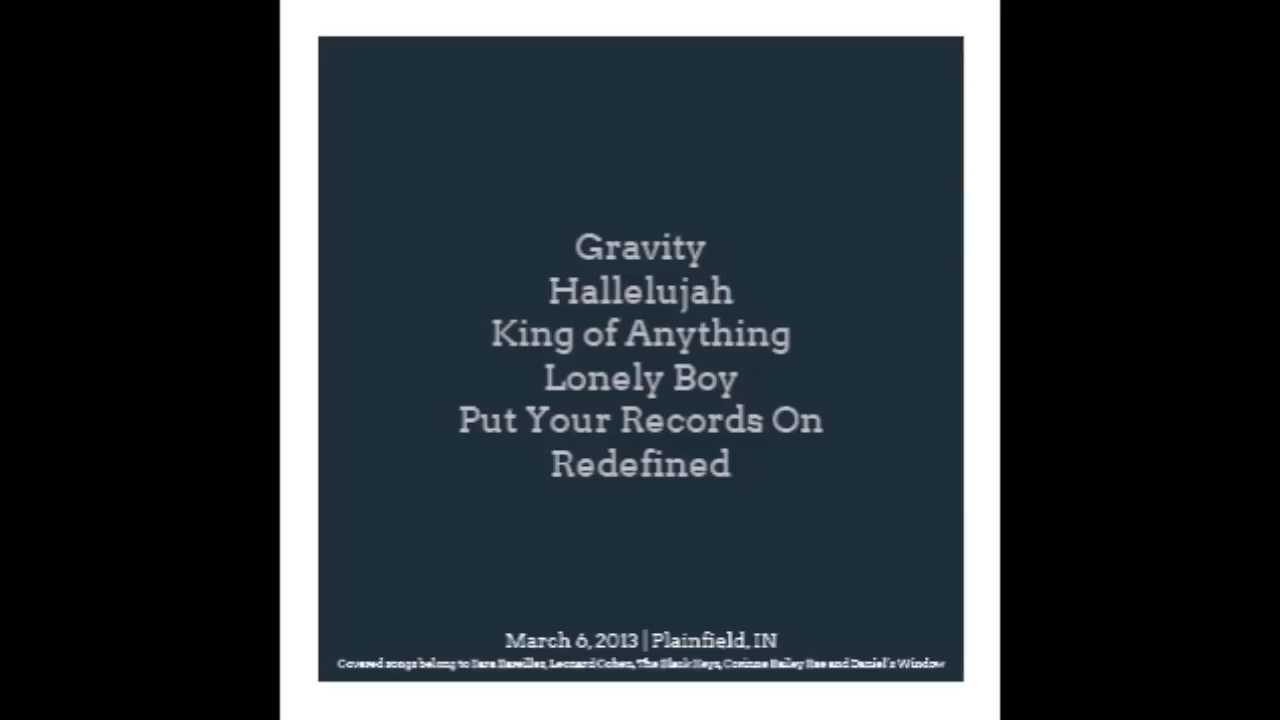 Gravity
Hallelujah
King of Anything
Lonely Boy
Put Your Records On
Redefined
March 6, 2013 | Plainfield, IN
Covered songs belong to Sara Bareilles, Leonard Cohen, The Black Keys, Corinne Bailey Rae and Daniel's Window